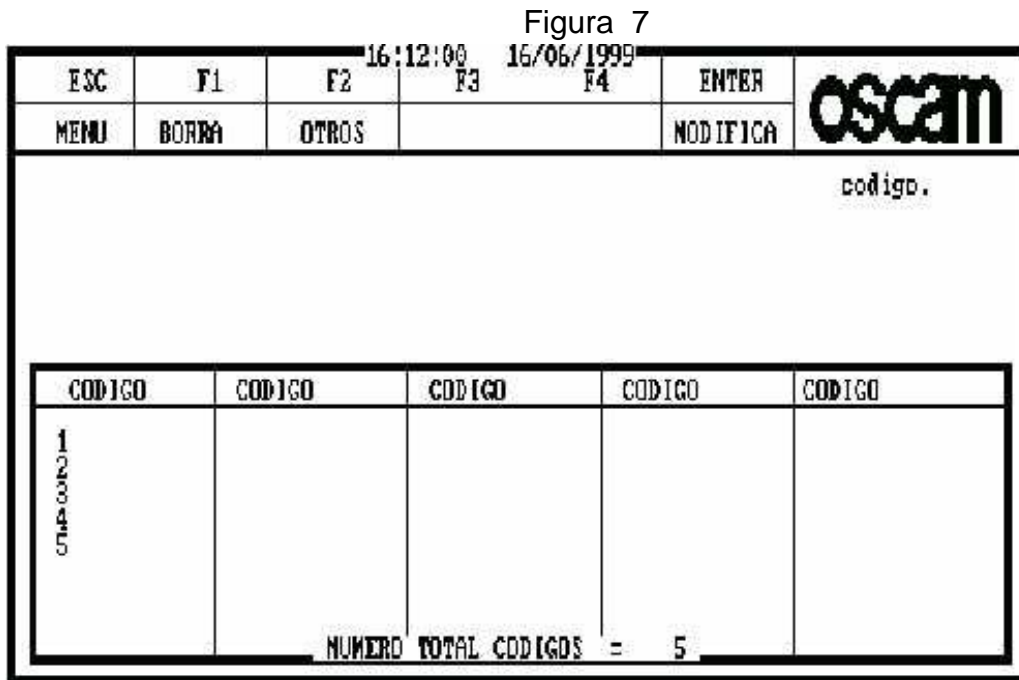 Figura 7
16:12:00 16/06/1999
ESC F1 F2 F3 F4 ENTER
MENU BORRA OTROS MODIFICA
oscam
codigo.
CODIGO CODIGO CODIGO CODIGO CODIGO
1
2
3
4
5
NUMERO TOTAL CODIGOS = 5